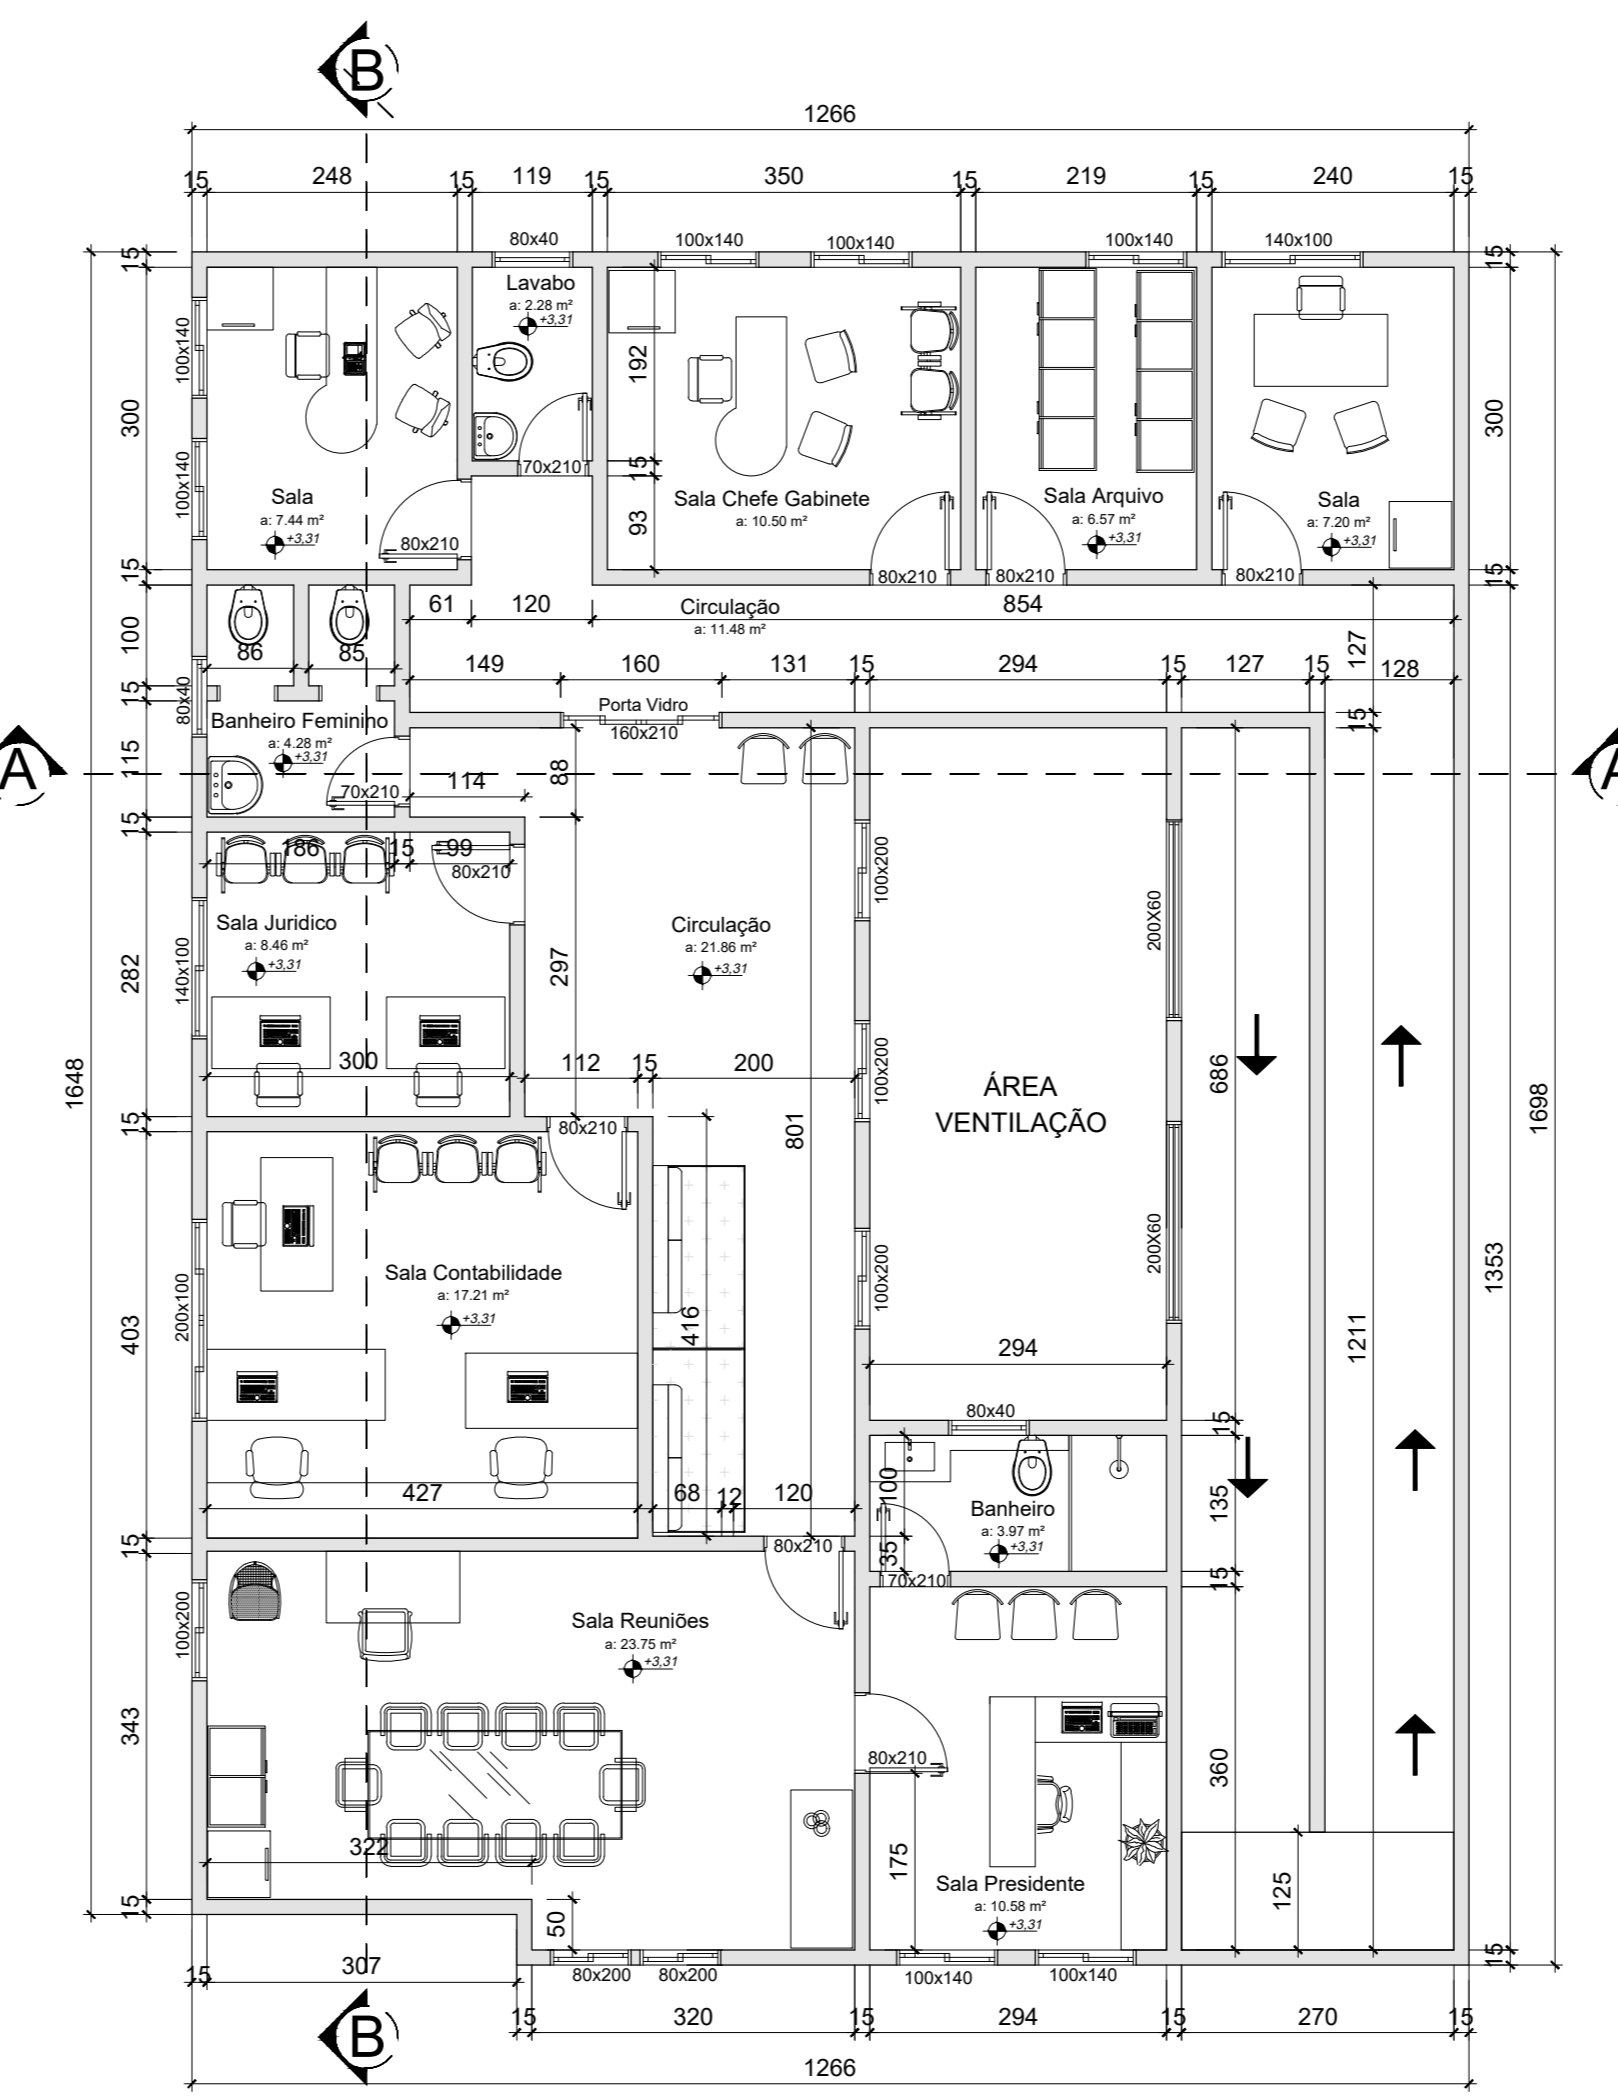 B
1266
15 248 15 119 15 350 15 219 15 240 15
80x40 100x140 100x140 100x140 140x100
15 15
Lavabo
a: 2.28 m²
+3,31
100x140
192
300 300
100x140
15
70x210
93
Sala
a: 7.44 m²
+3,31
80x210
Sala Chefe Gabinete
a: 10.50 m²
80x210
Sala Arquivo
a: 6.57 m²
+3,31
80x210
Sala
a: 7.20 m²
+3,31
80x210
15 15
61 120 854
Circulação
a: 11.48 m²
100
86 85
127
149 160 131 15 294 15 127 15 128
15
80x40
Porta Vidro
160x210
15
Banheiro Feminino
a: 4.28 m²
+3,31
70x210
A A
115
114
88
15
186 15 99
80x210
100x200
200X60
Sala Juridico
a: 8.46 m²
+3,31
Circulação
a: 21.86 m²
+3,31
282
140x100
297
300 112 15 200
100x200
686
1648
ÁREA
VENTILAÇÃO
801
1698
15
80x210
Sala Contabilidade
a: 17.21 m²
+3,31
200x100
403
416
100x200
200X60
1353
1211
294
80x40
15
427 68 12 120
100
135
Banheiro
a: 3.97 m²
+3,31
35
15
80x210
70x210
15
100x200
Sala Reuniões
a: 23.75 m²
+3,31
343
80x210
360
322
175
125
Sala Presidente
a: 10.58 m²
+3,31
15
50
15
80x200 80x200 100x140 100x140
15 307
15 320 15 294 15 270 15
B
1266